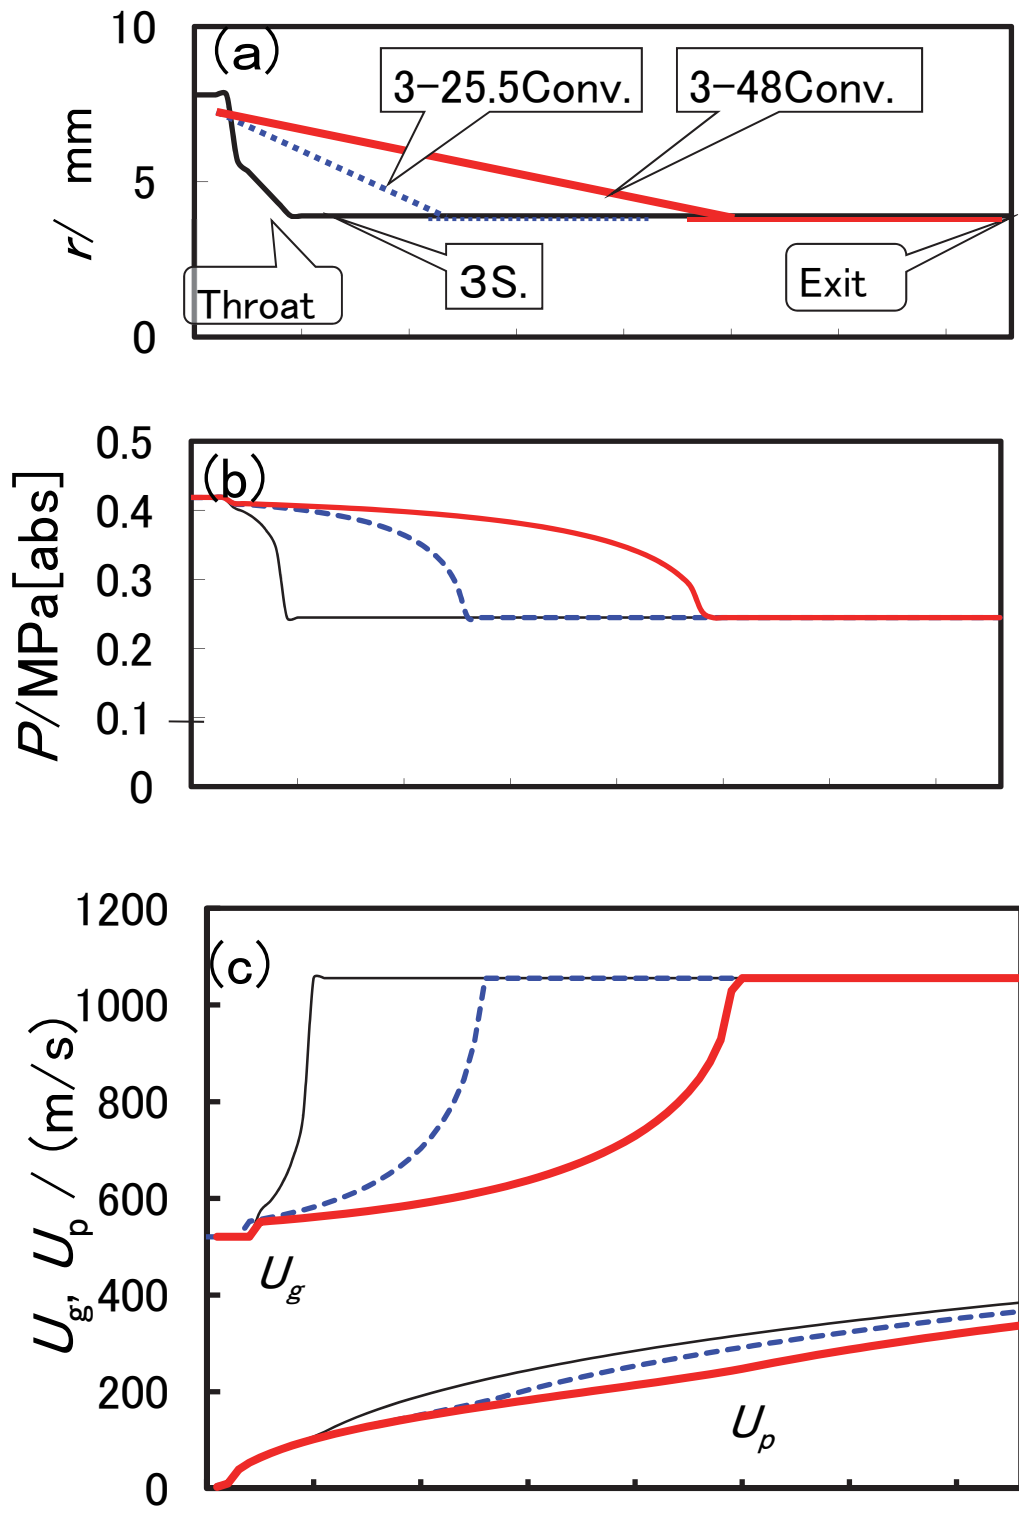 10
(a)
3-25.5Conv.
3-48Conv.
r/ mm
5
Throat
3S.
Exit
0
0.5
(b)
0.4
P/MPa[abs]
0.3
0.2
0.1
0
1200
(c)
1000
Ug, Up / (m/s)
800
600
Ug
400
200
Up
0